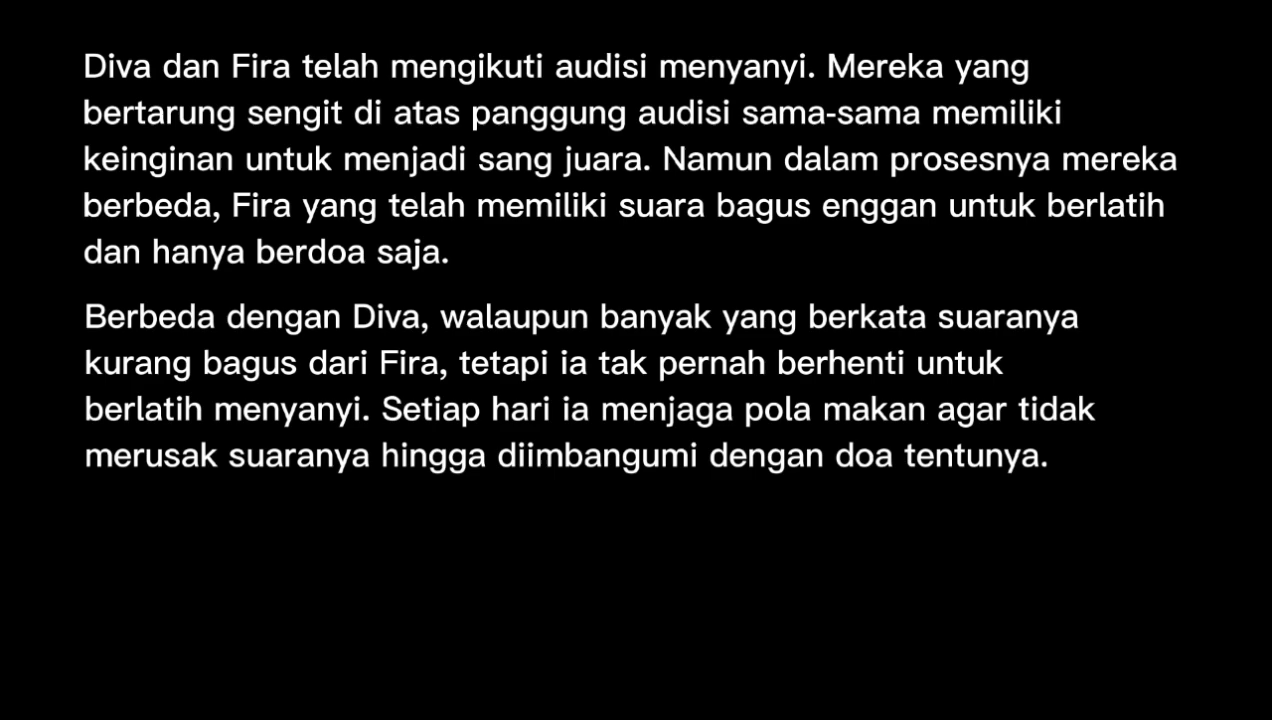 Diva dan Fira telah mengikuti audisi menyanyi. Mereka yang
bertarung sengit di atas panggung audisi sama-sama memiliki
keinginan untuk menjadi sang juara. Namun dalam prosesnya mereka
berbeda, Fira yang telah memiliki suara bagus enggan untuk berlatih
dan hanya berdoa saja.
Berbeda dengan Diva, walaupun banyak yang berkata suaranya
kurang bagus dari Fira, tetapi ia tak pernah berhenti untuk
berlatih menyanyi. Setiap hari ia menjaga pola makan agar tidak
merusak suaranya hingga diimbangumi dengan doa tentunya.